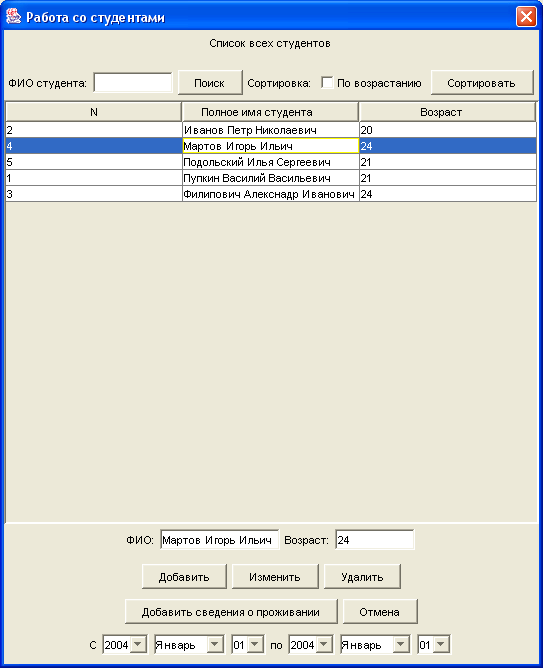 Работа со студентами
Список всех студентов
ФИО студента: Поиск Сортировка: По возрастанию Сортировать
N Полное имя студента Возраст
2 Иванов Петр Николаевич 20
4 Мартов Игорь Ильич 24
5 Подольский Илья Сергеевич 21
1 Пупкин Василий Васильевич 21
3 Филипович Алекснадр Иванович 24
ФИО: Мартов Игорь Ильич Возраст: 24
Добавить Изменить Удалить
Добавить сведения о проживании Отмена
С 2004 Январь 01 по 2004 Январь 01